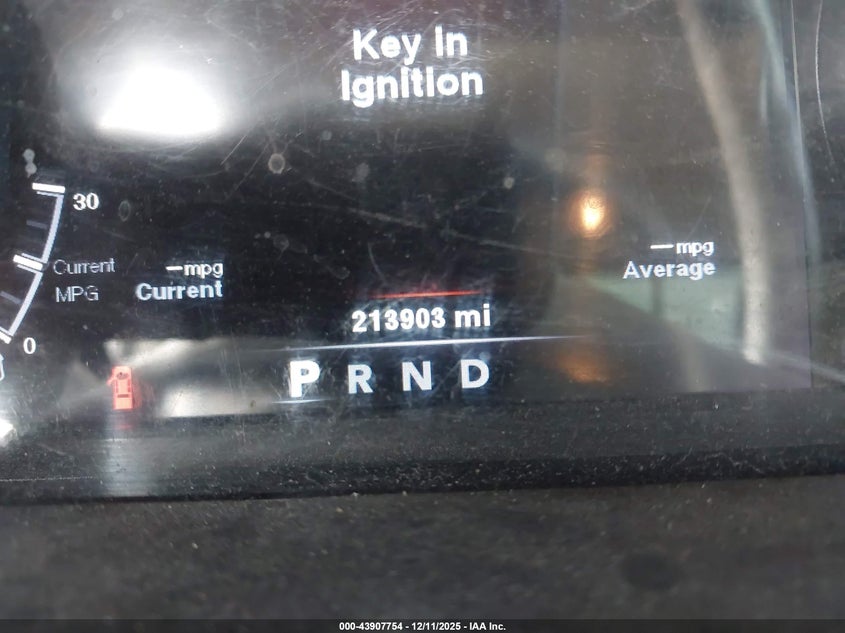 Key In
Ignition
30
Current
MPG
0
—mpg
Current
—mpg
Average
213903 mi
P R N D
000-43907754 - 12/11/2025 - IAA Inc.